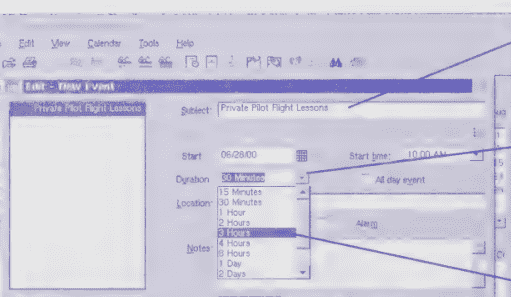 Edit View Calendar Tools Help
Edit - New Event
Private Pilot Flight Lessons
Subject: Private Pilot Flight Lessons
Start 06/28/00 Start time: 10:00 AM
Duration 30 Minutes All day event
15 Minutes
30 Minutes
Location:
1 Hour
2 Hours
Alarm
3 Hours
4 Hours
Notes:
8 Hours
1 Day
2 Days